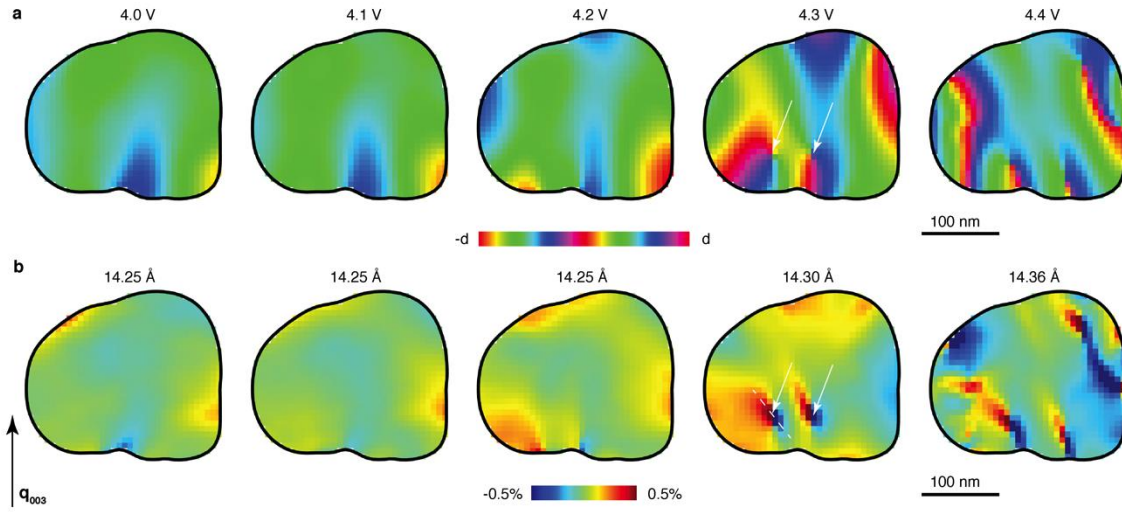 a
4.0 V 4.1 V 4.2 V 4.3 V 4.4 V
-d d
100 nm
b
14.25 Å 14.25 Å 14.25 Å 14.30 Å 14.36 Å
q003
-0.5% 0.5%
100 nm